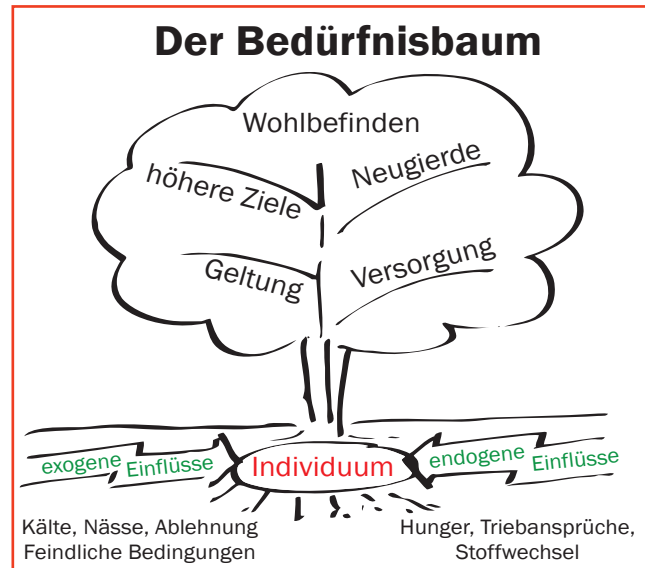 Der Bedürfnisbaum
Wohlbefinden
höhere Ziele
Neugierde
Geltung
Versorgung
exogene Einflüsse
Individuum
endogene Einflüsse
Kälte, Nässe, Ablehnung
Feindliche Bedingungen
Hunger, Triebansprüche,
Stoffwechsel